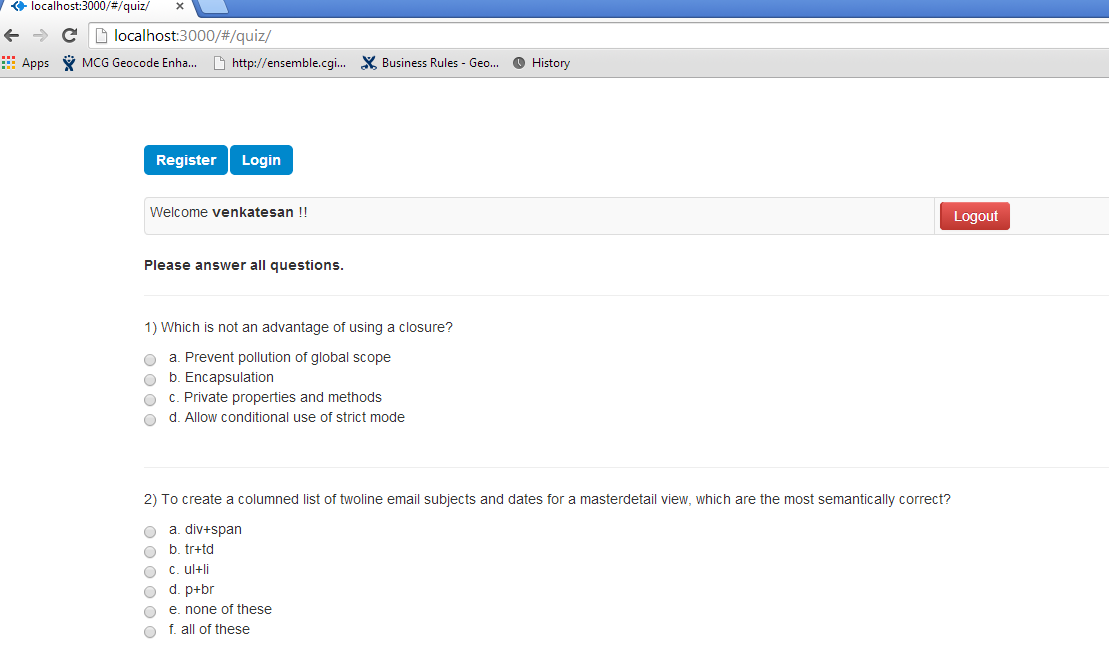 localhost:3000/#/quiz/
localhost:3000/#/quiz/
Apps MCG Geocode Enha... http://ensemble.cgi... Business Rules - Geo... History
Register Login
Welcome venkatesan !! Logout
Please answer all questions.
1) Which is not an advantage of using a closure?
a. Prevent pollution of global scope
b. Encapsulation
c. Private properties and methods
d. Allow conditional use of strict mode
2) To create a columned list of twoline email subjects and dates for a masterdetail view, which are the most semantically correct?
a. div+span
b. tr+td
c. ul+li
d. p+br
e. none of these
f. all of these